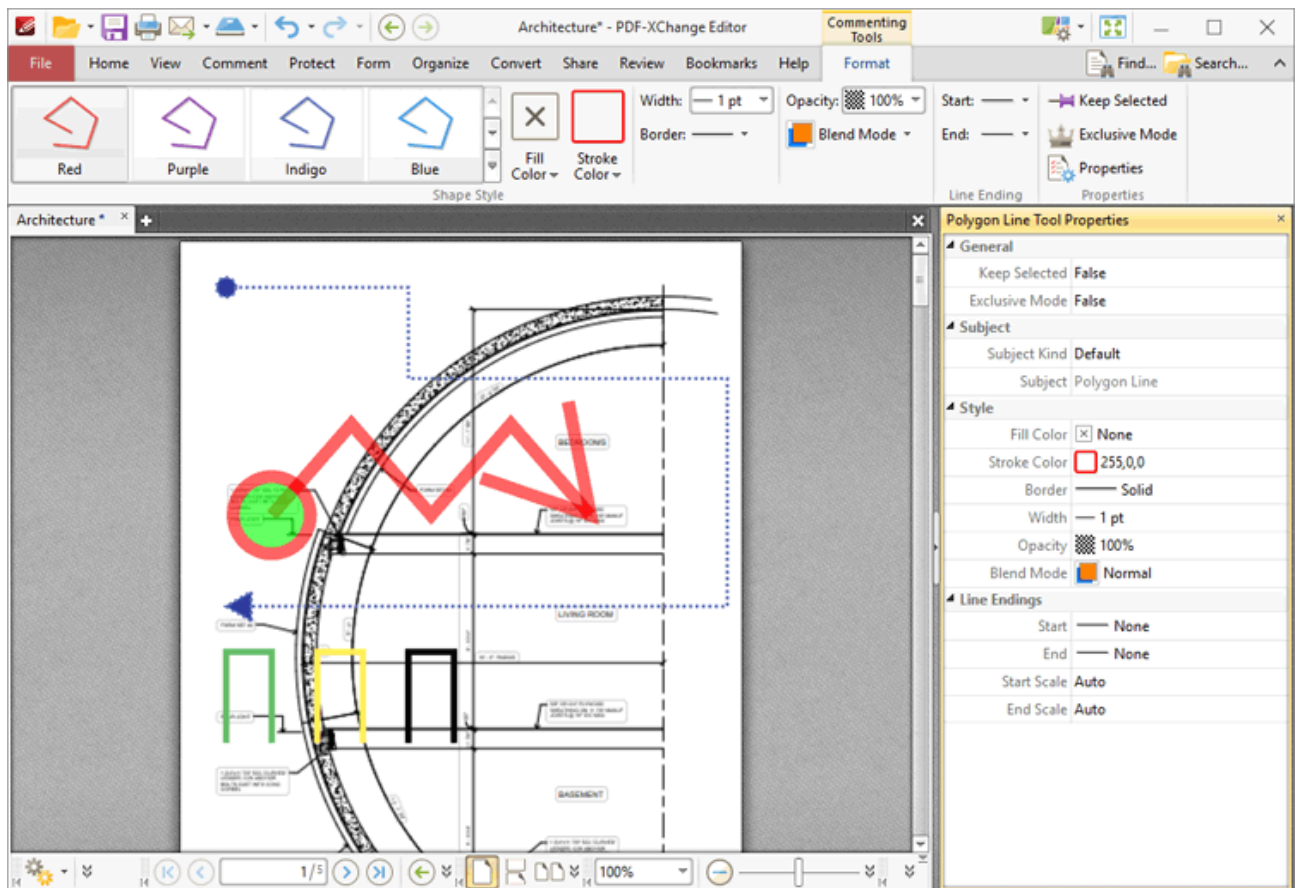 Architecture* - PDF-XChange Editor
Commenting
Tools
File Home View Comment Protect Form Organize Convert Share Review Bookmarks Help Format Find... Search...
Red
Purple
Indigo
Blue
Fill
Color
Stroke
Color
Width: 1 pt
Border:
Opacity: 100%
Blend Mode
Start:
End:
Keep Selected
Exclusive Mode
Properties
Shape Style
Line Ending
Properties
Architecture *
BEDROOMS
LIVING ROOM
BASEMENT
Polygon Line Tool Properties
General
Keep Selected False
Exclusive Mode False
Subject
Subject Kind Default
Subject Polygon Line
Style
Fill Color None
Stroke Color 255,0,0
Border Solid
Width 1 pt
Opacity 100%
Blend Mode Normal
Line Endings
Start None
End None
Start Scale Auto
End Scale Auto
1/5
100%